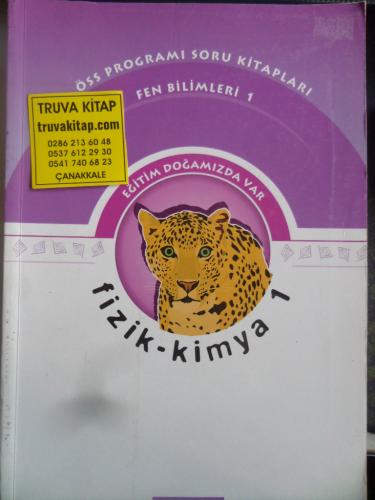 ÖSS PROGRAMI SORU KİTAPLARI
FEN BİLİMLERİ 1
TRUVA KİTAP
truvakitap.com
0286 213 60 48
0537 612 29 30
0541 740 68 23
ÇANAKKALE
EĞİTİM DOĞAMIZDA VAR
fizik-kimya 1